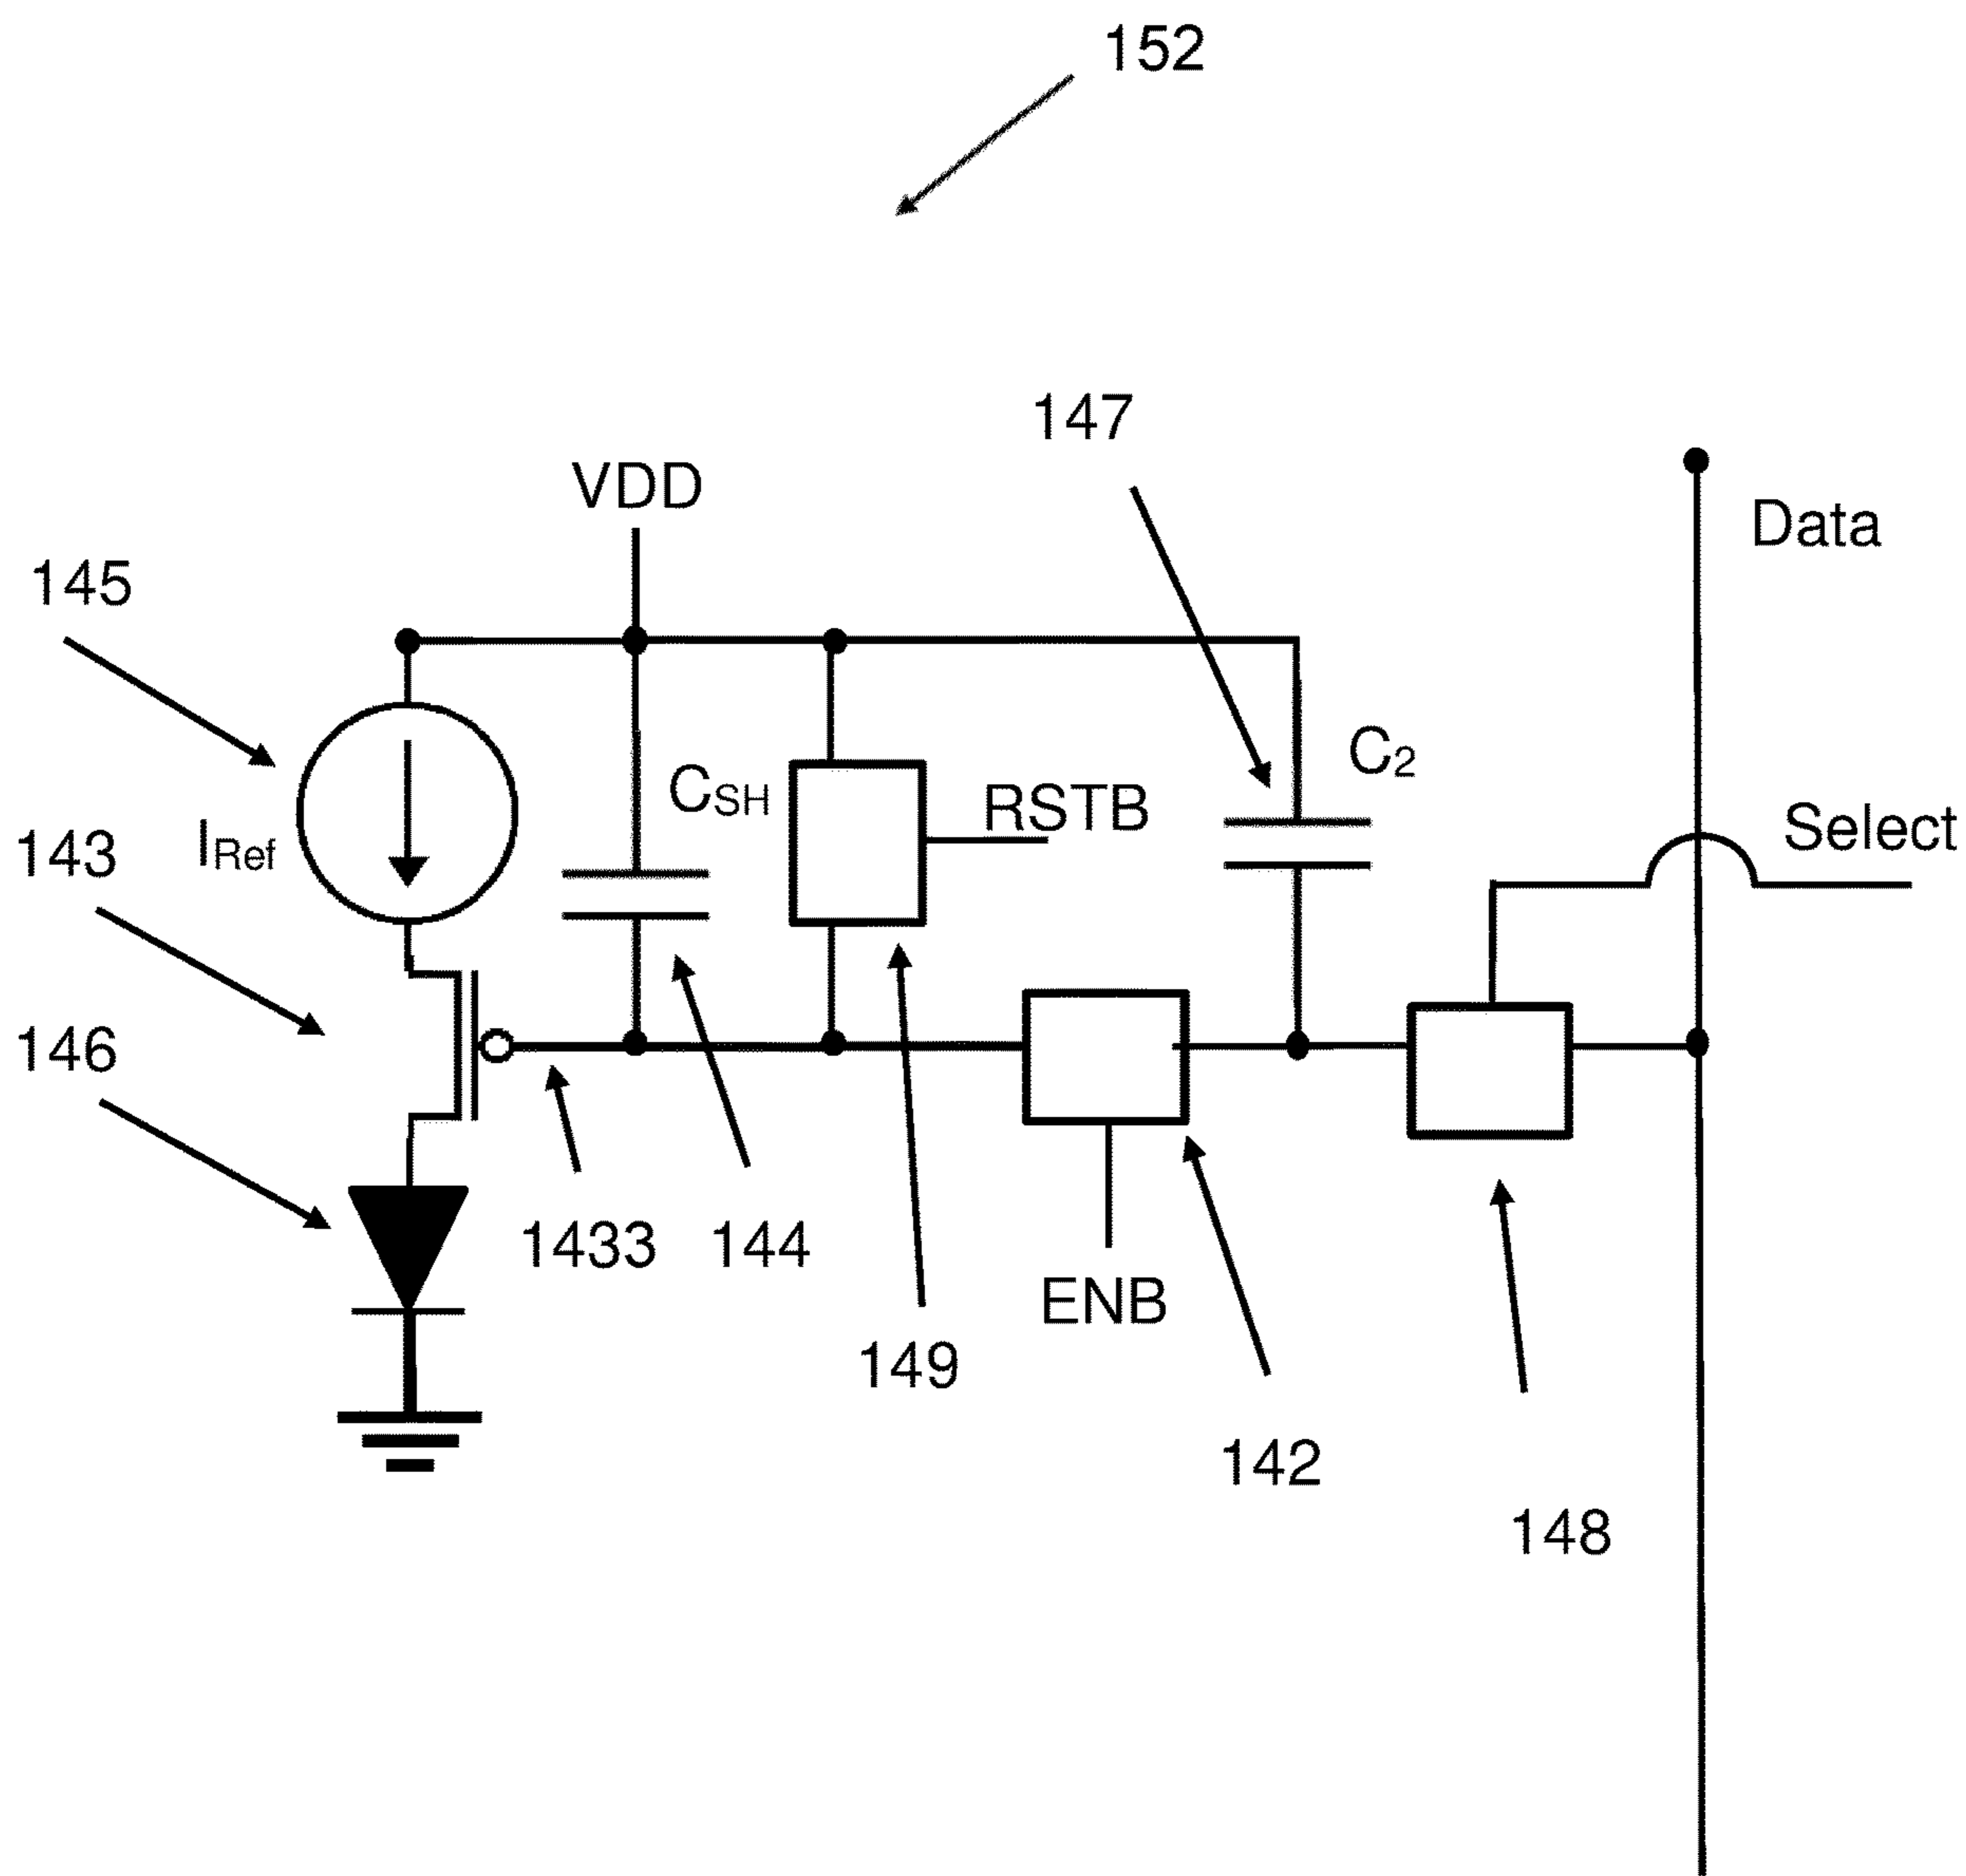 152
147
VDD
Data
145
C2
CSH
RSTB
Select
143
IRef
146
1433
144
ENB
149
142
148